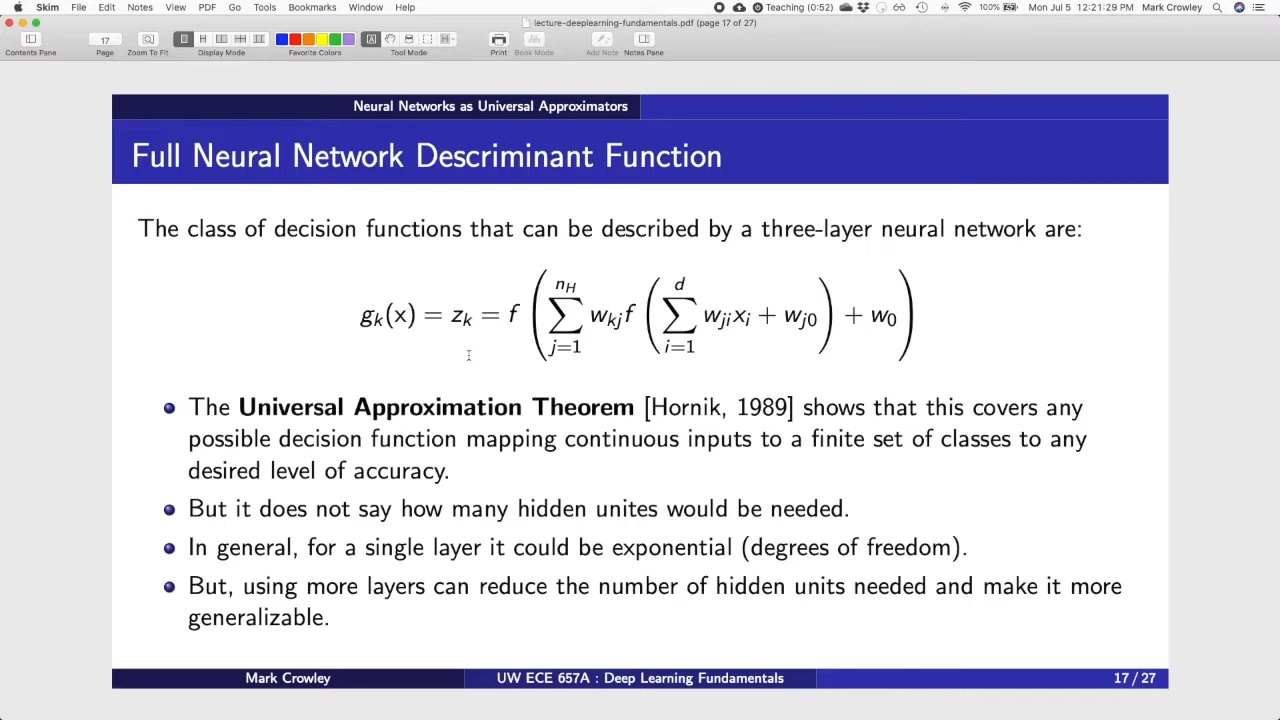 Skim File Edit Notes View PDF Go Tools Bookmarks Window Help Teaching (0:52) 100% Mon Jul 5 12:21:29 PM Mark Crowley
lecture-deeplearning-fundamentals.pdf (page 17 of 27)
17
Contents Pane Page Zoom To Fit Display Mode Favorite Colors Tool Mode Print Book Mode Add Note Notes Pane
Neural Networks as Universal Approximators
Full Neural Network Descriminant Function
The class of decision functions that can be described by a three-layer neural network are:
g_k(x) = z_k = f ( ∑_{j=1}^{n_H} w_{kj} f ( ∑_{i=1}^{d} w_{ji} x_i + w_{j0} ) + w_0 )
The Universal Approximation Theorem [Hornik, 1989] shows that this covers any
possible decision function mapping continuous inputs to a finite set of classes to any
desired level of accuracy.
But it does not say how many hidden unites would be needed.
In general, for a single layer it could be exponential (degrees of freedom).
But, using more layers can reduce the number of hidden units needed and make it more
generalizable.
Mark Crowley UW ECE 657A : Deep Learning Fundamentals 17 / 27